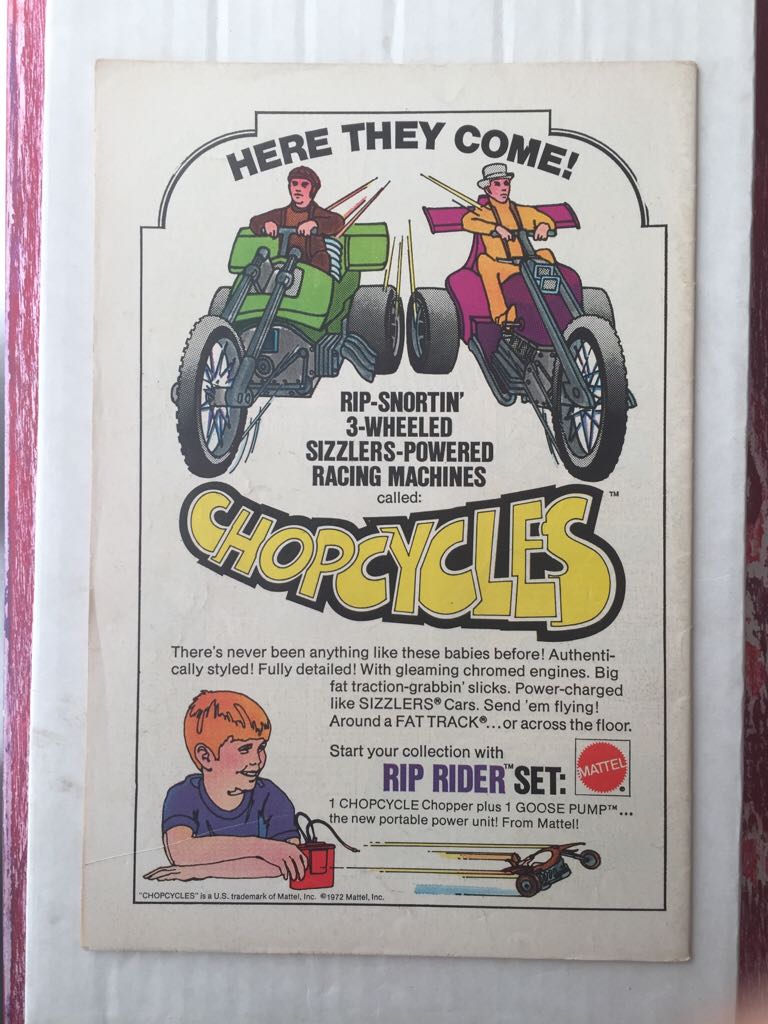 HERE THEY COME!
RIP-SNORTIN'
3-WHEELED
SIZZLERS-POWERED
RACING MACHINES
called:
CHOPCYCLES™
There's never been anything like these babies before! Authenti-
cally styled! Fully detailed! With gleaming chromed engines. Big
fat traction-grabbin' slicks. Power-charged
like SIZZLERS® Cars. Send 'em flying!
Around a FAT TRACK®...or across the floor.
Start your collection with
RIP RIDER™ SET:
MATTEL®
1 CHOPCYCLE Chopper plus 1 GOOSE PUMP™...
the new portable power unit! From Mattel!
"CHOPCYCLES" is a U.S. trademark of Mattel, Inc. ©1972 Mattel, Inc.